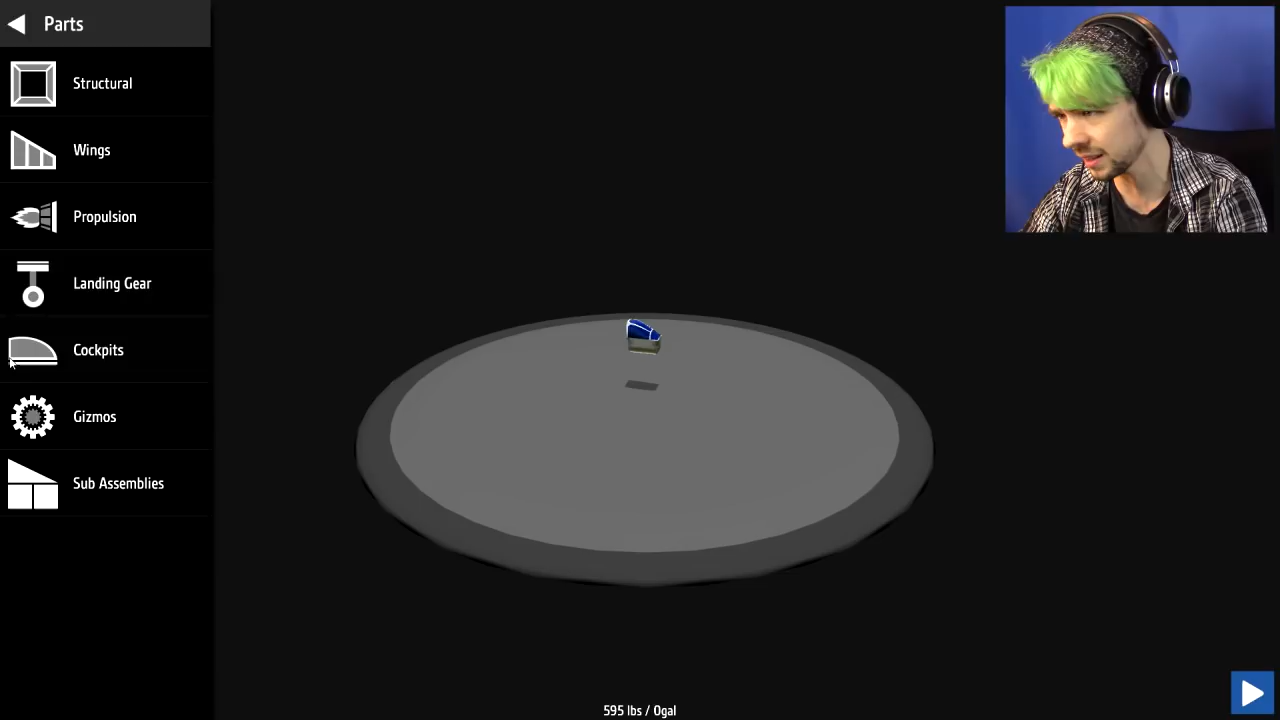 Parts
Structural
Wings
Propulsion
Landing Gear
Cockpits
Gizmos
Sub Assemblies
595 lbs / 0gal